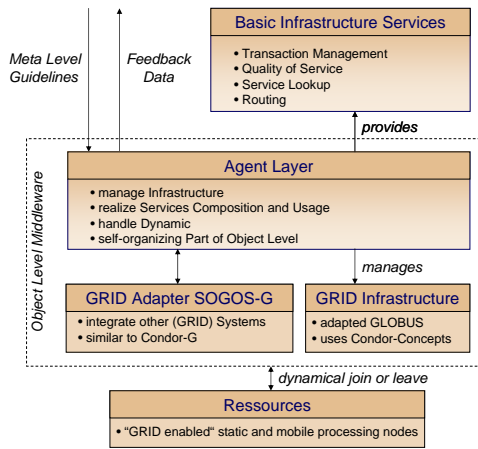 Basic Infrastructure Services
• Transaction Management
• Quality of Service
• Service Lookup
• Routing
Meta Level
Guidelines
Feedback
Data
provides
Object Level Middleware
Agent Layer
• manage Infrastructure
• realize Services Composition and Usage
• handle Dynamic
• self-organizing Part of Object Level
manages
GRID Adapter SOGOS-G
• integrate other (GRID) Systems
• similar to Condor-G
GRID Infrastructure
• adapted GLOBUS
• uses Condor-Concepts
dynamical join or leave
Ressources
• "GRID enabled“ static and mobile processing nodes